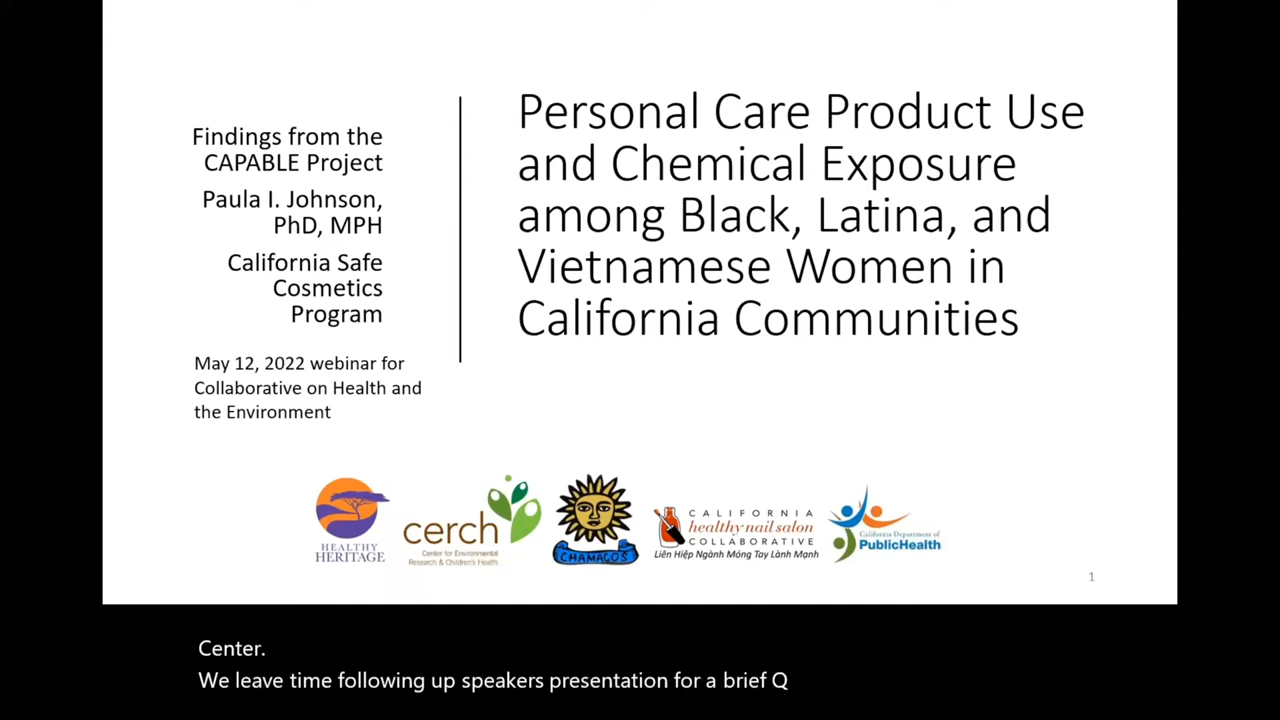 Findings from the
CAPABLE Project
Paula I. Johnson,
PhD, MPH
California Safe
Cosmetics
Program
May 12, 2022 webinar for
Collaborative on Health and
the Environment
Personal Care Product Use
and Chemical Exposure
among Black, Latina, and
Vietnamese Women in
California Communities
HEALTHY
HERITAGE
cerch
Center for Environmental
Research & Children's Health
CHAMACOS
CALIFORNIA
healthy nail salon
COLLABORATIVE
Liên Hiệp Ngành Móng Tay Lành Mạnh
California Department of
PublicHealth
1
Center.
We leave time following up speakers presentation for a brief Q